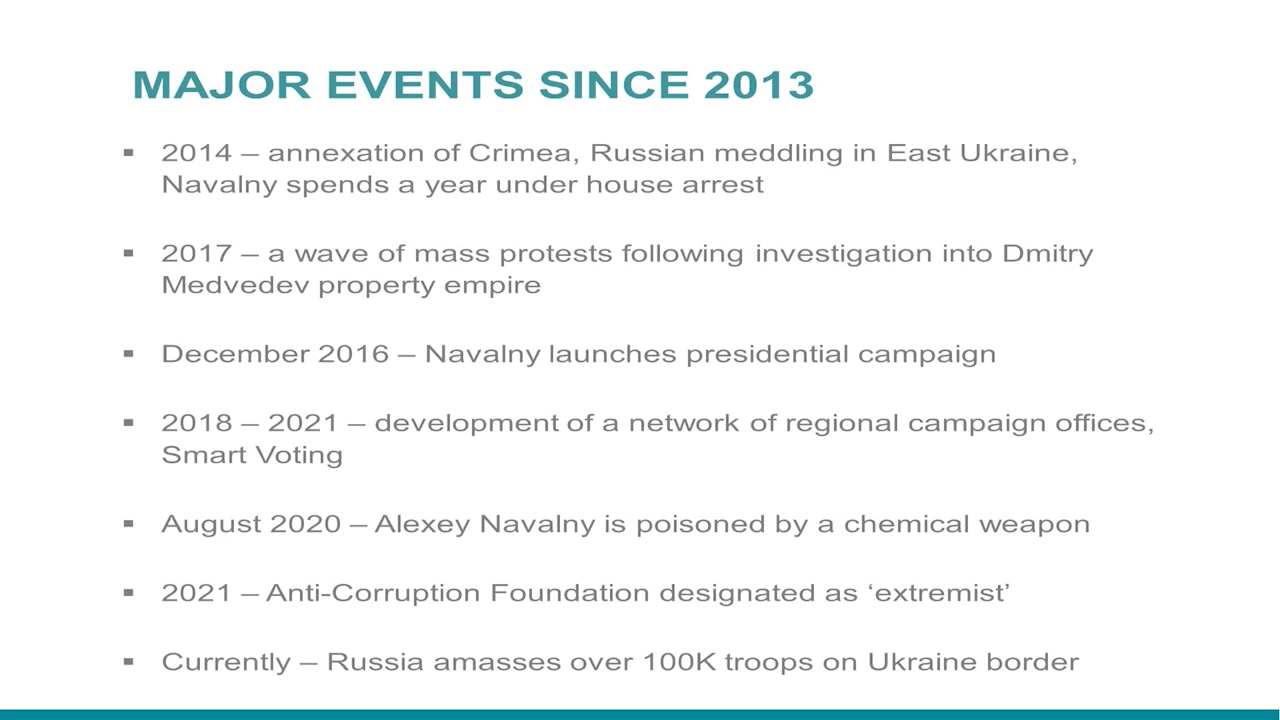 MAJOR EVENTS SINCE 2013
▪ 2014 – annexation of Crimea, Russian meddling in East Ukraine,
Navalny spends a year under house arrest
▪ 2017 – a wave of mass protests following investigation into Dmitry
Medvedev property empire
▪ December 2016 – Navalny launches presidential campaign
▪ 2018 – 2021 – development of a network of regional campaign offices,
Smart Voting
▪ August 2020 – Alexey Navalny is poisoned by a chemical weapon
▪ 2021 – Anti-Corruption Foundation designated as ‘extremist’
▪ Currently – Russia amasses over 100K troops on Ukraine border